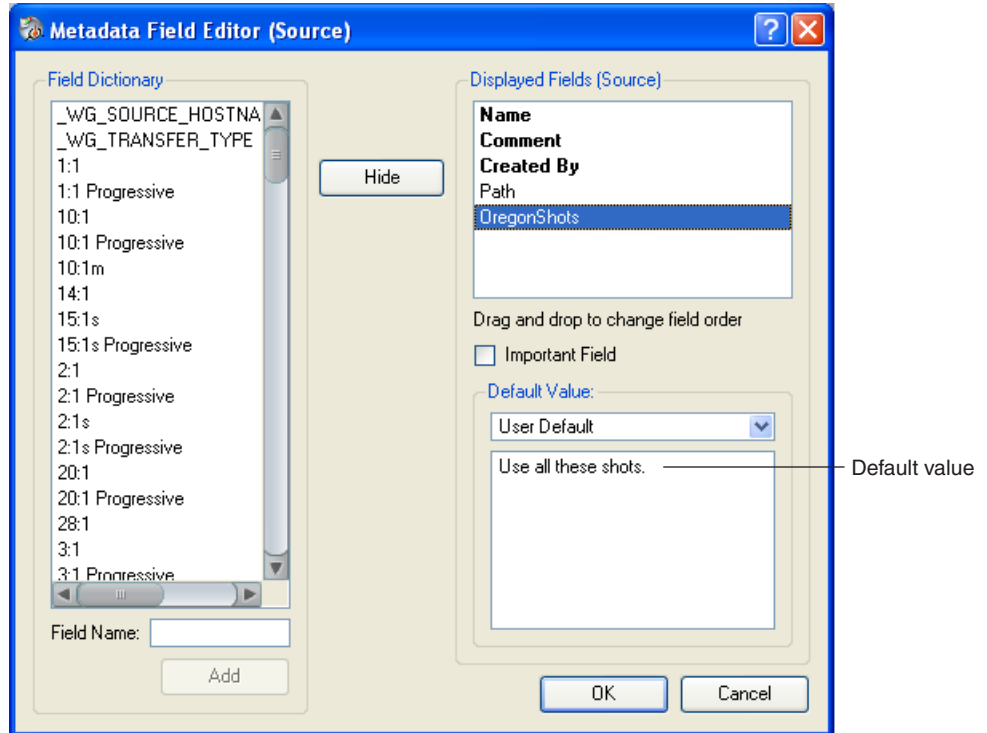 Metadata Field Editor (Source)
Field Dictionary
_WG_SOURCE_HOSTNA
_WG_TRANSFER_TYPE
1:1
1:1 Progressive
10:1
10:1 Progressive
10:1m
14:1
15:1s
15:1s Progressive
2:1
2:1 Progressive
2:1s
2:1s Progressive
20:1
20:1 Progressive
28:1
3:1
3:1 Progressive
Field Name:
Add
Hide
Displayed Fields (Source)
Name
Comment
Created By
Path
OregonShots
Drag and drop to change field order
Important Field
Default Value:
User Default
Use all these shots.
Default value
OK
Cancel